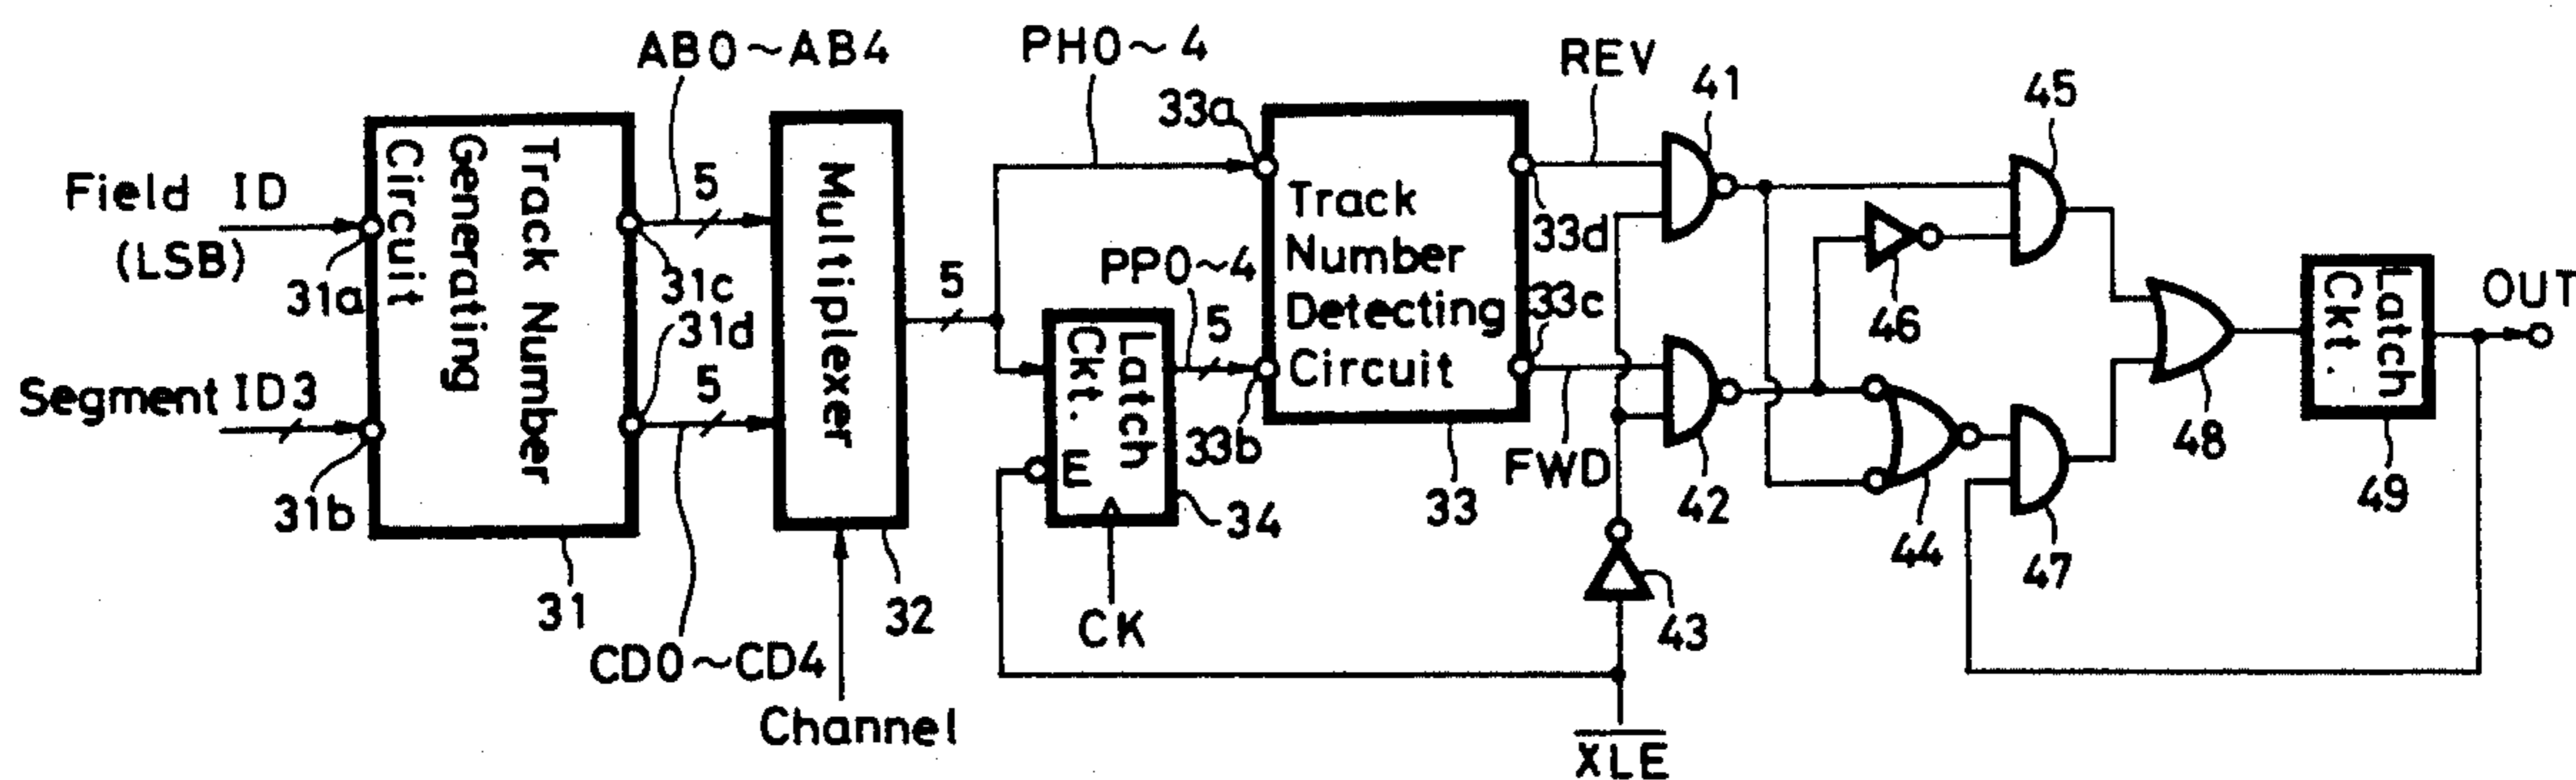 Field ID
(LSB)
31a
Segment ID3
31b
Track Number
Generating
Circuit
31
AB0~AB4
5
31c
31d
5
CD0~CD4
Multiplexer
32
Channel
5
PH0~4
33a
PP0~4
5
33b
Latch
Ckt.
E
34
CK
Track
Number
Detecting
Circuit
33
REV
33d
33c
FWD
41
42
43
XLE
45
46
44
47
48
Latch
Ckt.
49
OUT